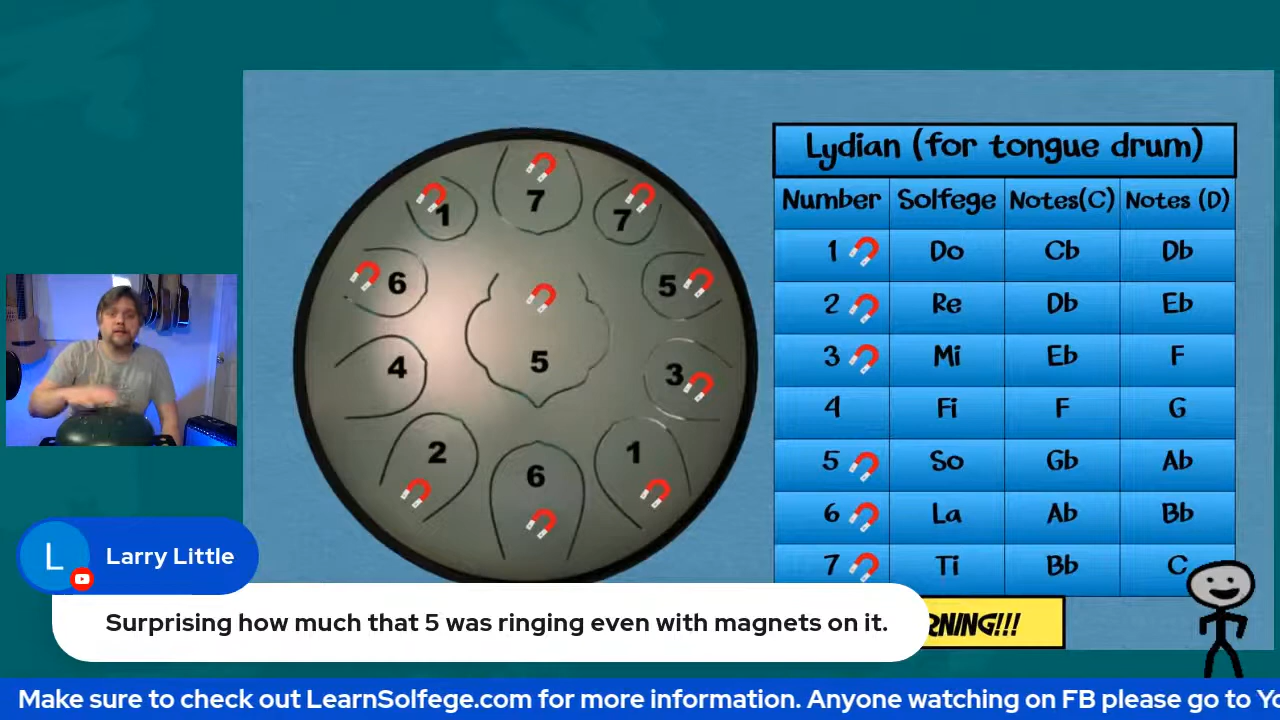 Lydian (for tongue drum)
Number Solfege Notes(C) Notes (D)
1 Do Cb Db
2 Re Db Eb
3 Mi Eb F
4 Fi F G
5 So Gb Ab
6 La Ab Bb
7 Ti Bb C
7
1
7
6
5
5
4
3
2
6
1
L Larry Little
Surprising how much that 5 was ringing even with magnets on it.
Make sure to check out LearnSolfege.com for more information. Anyone watching on FB please go to